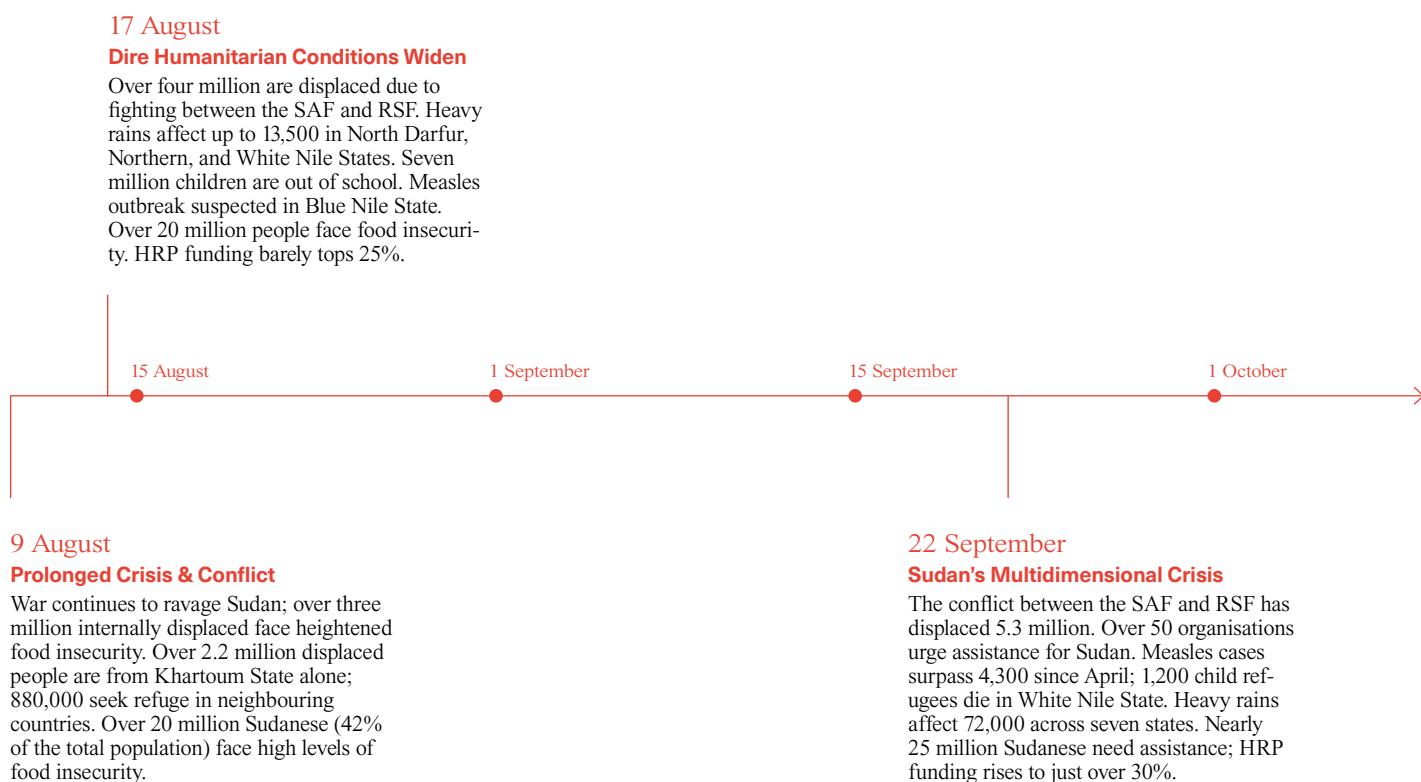 17 August
Dire Humanitarian Conditions Widen
Over four million are displaced due to
fighting between the SAF and RSF. Heavy
rains affect up to 13,500 in North Darfur,
Northern, and White Nile States. Seven
million children are out of school. Measles
outbreak suspected in Blue Nile State.
Over 20 million people face food insecuri-
ty. HRP funding barely tops 25%.
15 August
1 September
15 September
1 October
9 August
Prolonged Crisis & Conflict
War continues to ravage Sudan; over three
million internally displaced face heightened
food insecurity. Over 2.2 million displaced
people are from Khartoum State alone;
880,000 seek refuge in neighbouring
countries. Over 20 million Sudanese (42%
of the total population) face high levels of
food insecurity.
22 September
Sudan's Multidimensional Crisis
The conflict between the SAF and RSF has
displaced 5.3 million. Over 50 organisations
urge assistance for Sudan. Measles cases
surpass 4,300 since April; 1,200 child ref-
ugees die in White Nile State. Heavy rains
affect 72,000 across seven states. Nearly
25 million Sudanese need assistance; HRP
funding rises to just over 30%.